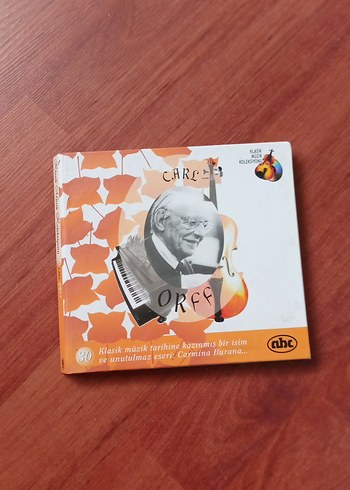 KLASİK
MÜZİK
KOLEKSİYONU
CARL
ORFF
30
Klasik müzik tarihine kazınmış bir isim
ve unutulmaz eseri: Carmina Burana...
abc